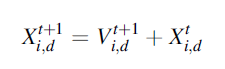 $X_{i,d}^{t+1} = V_{i,d}^{t+1} + X_{i,d}^{t}$